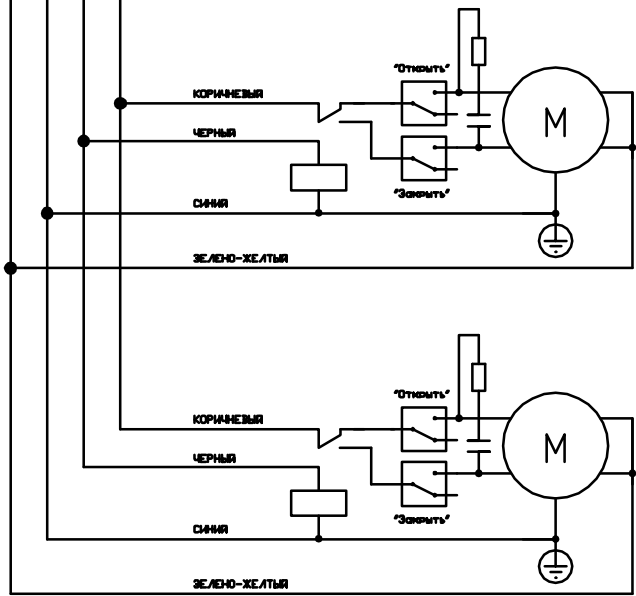 "Открыть"
КОРИЧНЕВЫЙ
М
ЧЕРНЫЙ
"Закрыть"
СИНИЙ
ЗЕЛЕНО-ЖЕЛТЫЙ
"Открыть"
КОРИЧНЕВЫЙ
М
ЧЕРНЫЙ
"Закрыть"
СИНИЙ
ЗЕЛЕНО-ЖЕЛТЫЙ